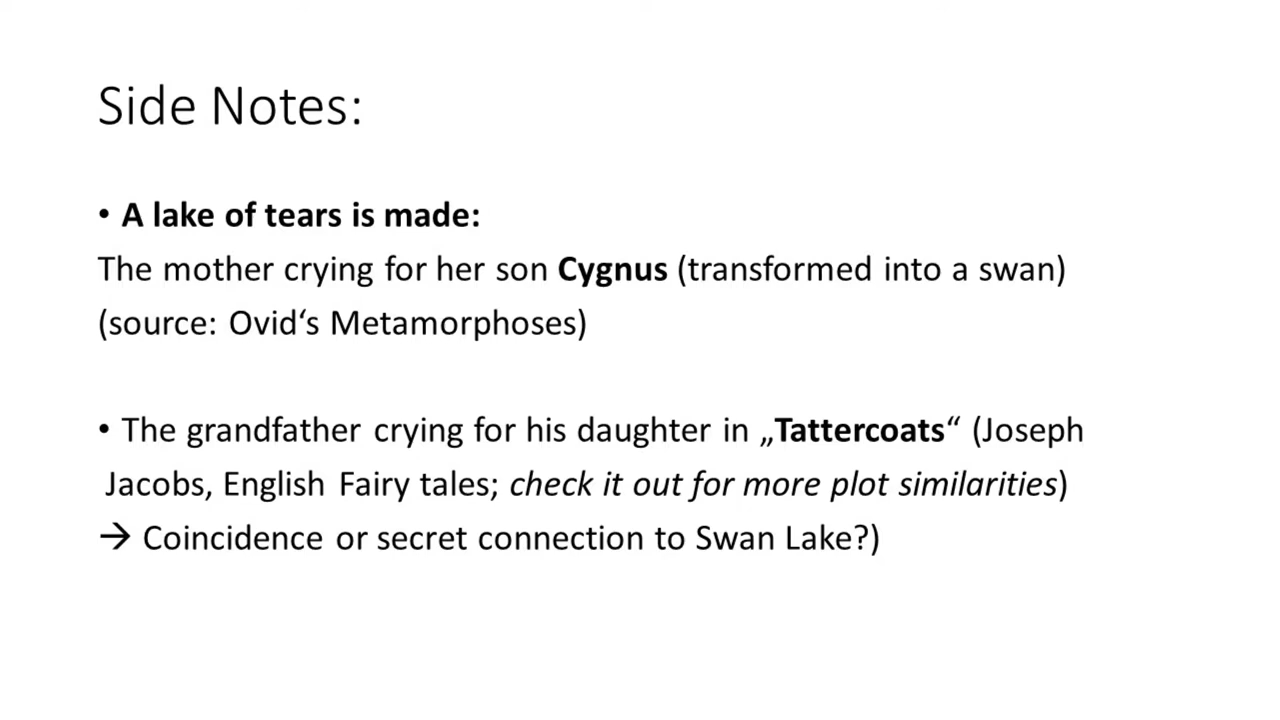 Side Notes:
• A lake of tears is made:
The mother crying for her son Cygnus (transformed into a swan)
(source: Ovid‘s Metamorphoses)
• The grandfather crying for his daughter in „Tattercoats“ (Joseph
Jacobs, English Fairy tales; check it out for more plot similarities)
→ Coincidence or secret connection to Swan Lake?)